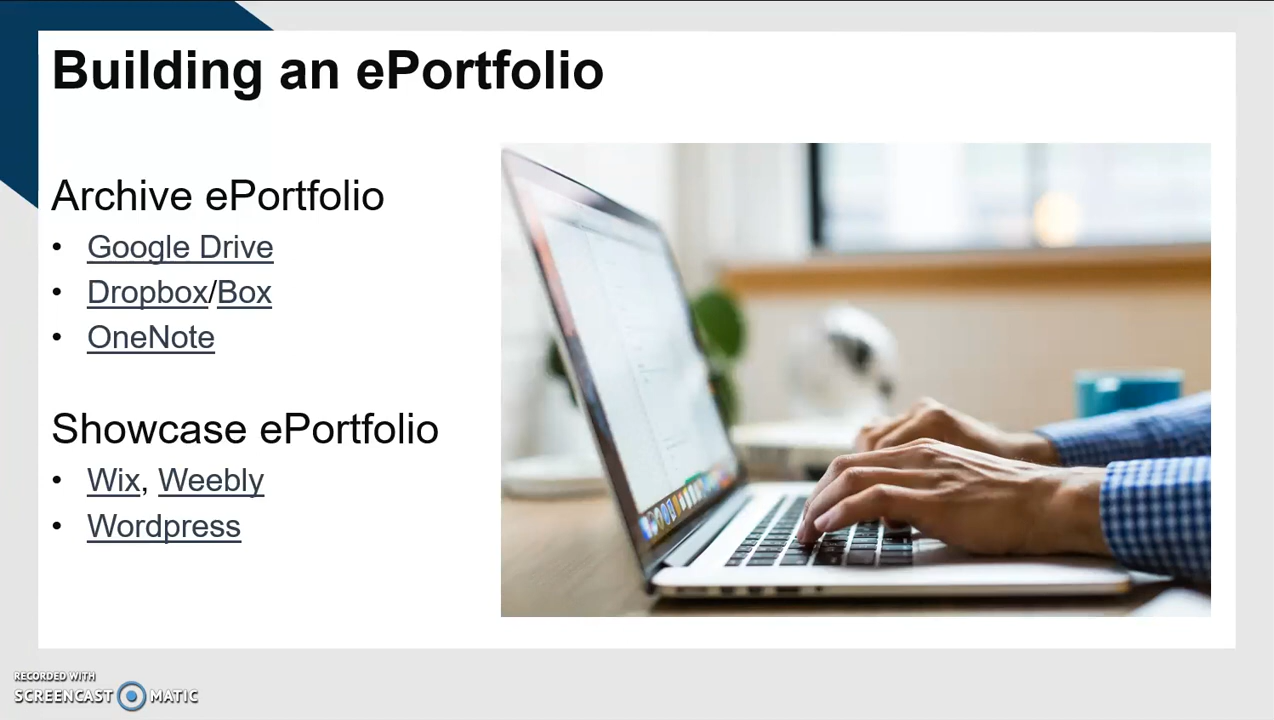 Building an ePortfolio
Archive ePortfolio
• Google Drive
• Dropbox/Box
• OneNote
Showcase ePortfolio
• Wix, Weebly
• Wordpress
RECORDED WITH
SCREENCAST MATIC